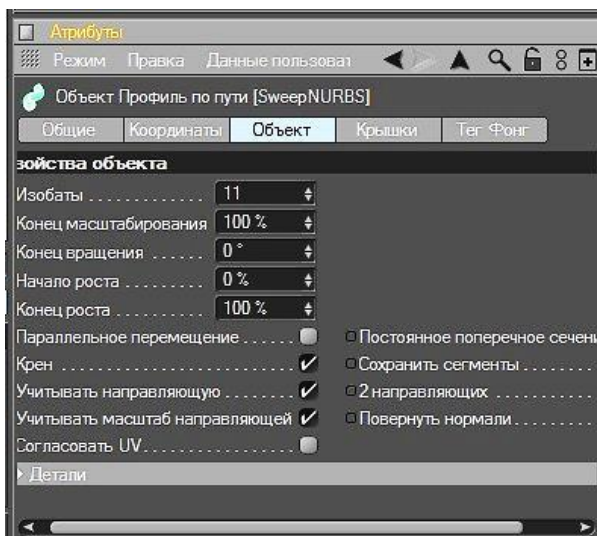 Атрибуты
Режим Правка Данные пользоват
Объект Профиль по пути [SweepNURBS]
Общие Координаты Объект Крышки Тег Фонг
войства объекта
Изобаты . . . . . . . . . . . . . 11
Конец масштабирования 100 %
Конец вращения . . . . . . 0 °
Начало роста . . . . . . . . . 0 %
Конец роста . . . . . . . . . . 100 %
Параллельное перемещение . . . . . . Постоянное поперечное сечени
Крен . . . . . . . . . . . . . . . . . . . . . . . Сохранить сегменты . . . . . . . .
Учитывать направляющую . . . . . . . . 2 направляющих . . . . . . . . . .
Учитывать масштаб направляющей Повернуть нормали . . . . . . . .
Согласовать UV . . . . . . . . . . . . . . . .
Детали